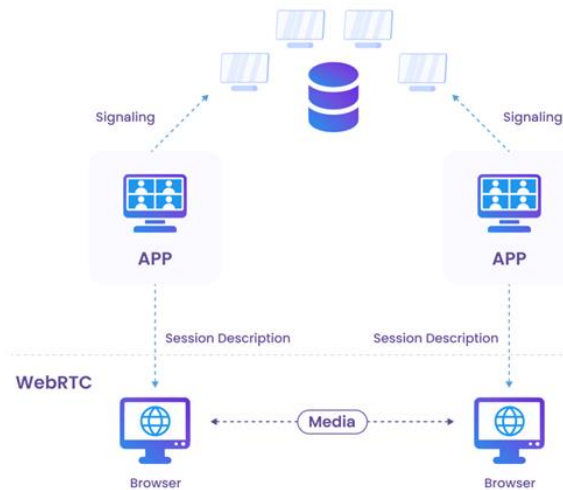 Signaling
Signaling
APP
APP
Session Description
Session Description
WebRTC
Media
Browser
Browser